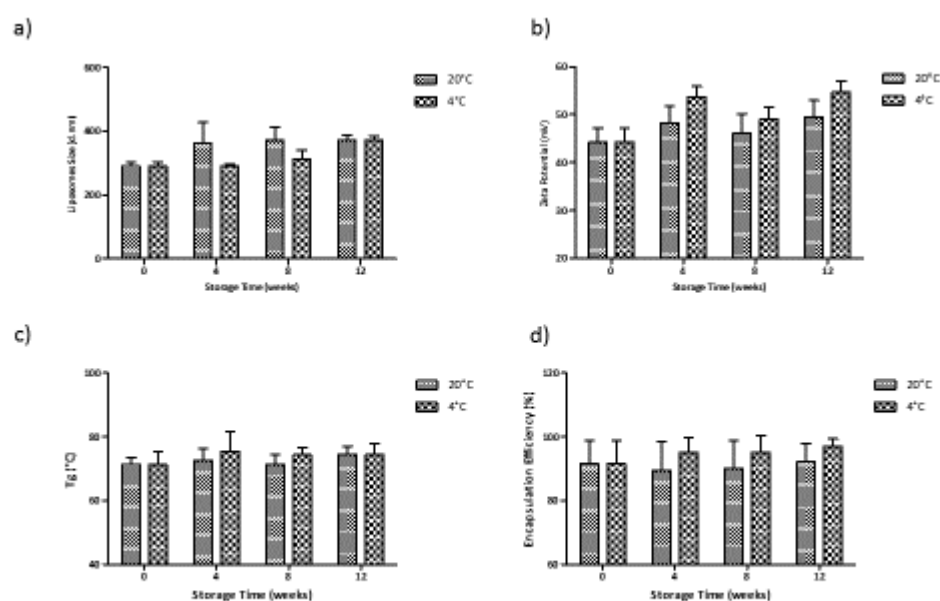 a)
600
400
200
0
Liposomes Size (d.nm)
0 4 8 12
Storage Time (weeks)
20°C
4°C
b)
60
50
40
30
20
Zeta Potential (mV)
0 4 8 12
Storage Time (weeks)
20°C
4°C
c)
100
80
60
40
Tg (°C)
0 4 8 12
Storage Time (weeks)
20°C
4°C
d)
120
100
80
60
Encapsulation Efficiency (%)
0 4 8 12
Storage Time (weeks)
20°C
4°C